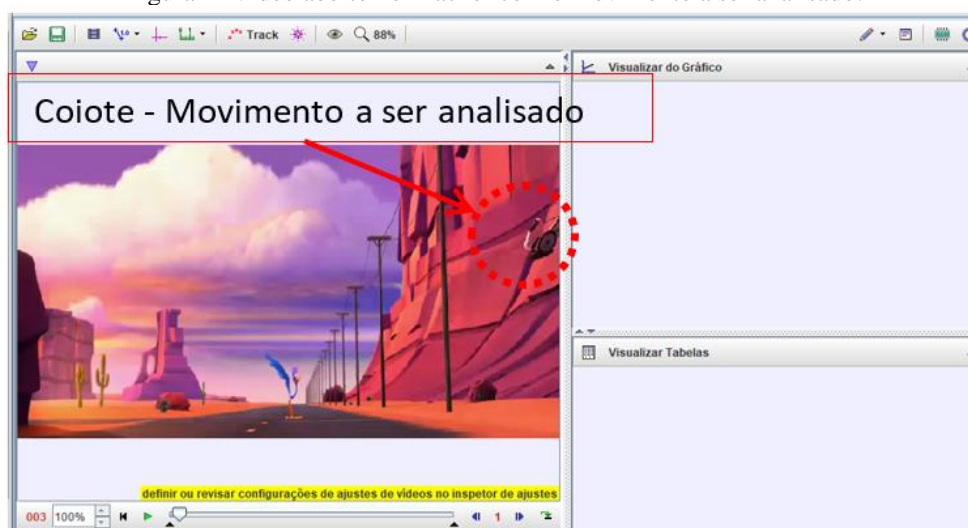 Track 88%
Visualizar do Gráfico
Coiote - Movimento a ser analisado
Visualizar Tabelas
definir ou revisar configurações de ajustes de vídeos no inspetor de ajustes
003 100% 1